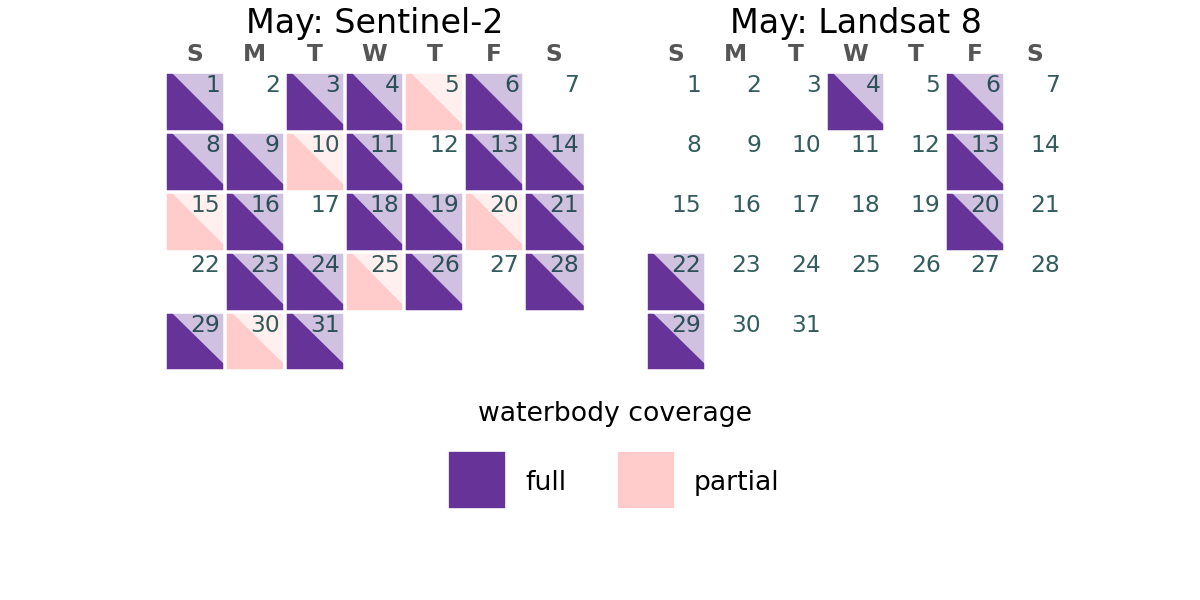 May: Sentinel-2
S M T W T F S
1 2 3 4 5 6 7
8 9 10 11 12 13 14
15 16 17 18 19 20 21
22 23 24 25 26 27 28
29 30 31
May: Landsat 8
S M T W T F S
1 2 3 4 5 6 7
8 9 10 11 12 13 14
15 16 17 18 19 20 21
22 23 24 25 26 27 28
29 30 31
waterbody coverage
full
partial